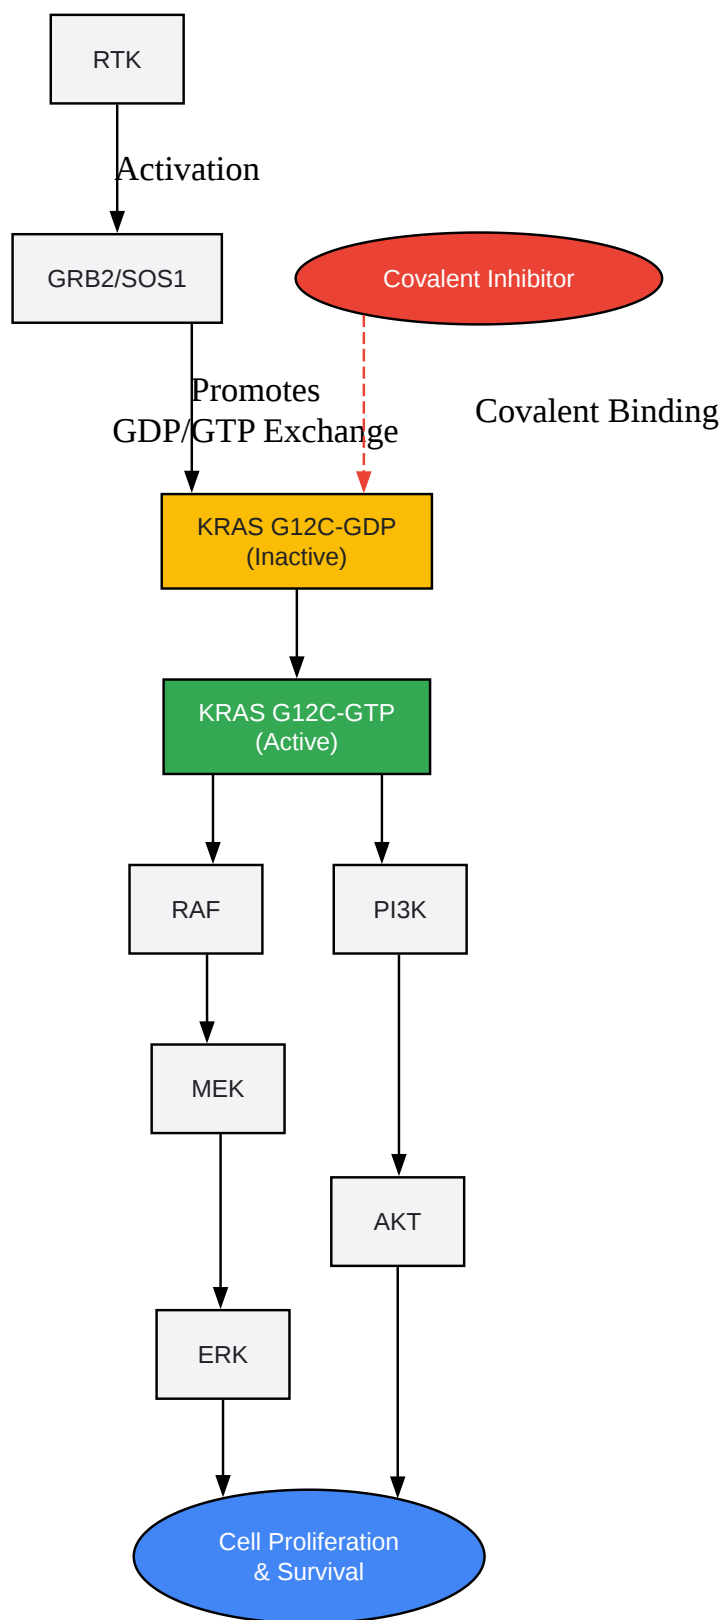 RTK
Activation
GRB2/SOS1
Covalent Inhibitor
Promotes
GDP/GTP Exchange
Covalent Binding
KRAS G12C-GDP
(Inactive)
KRAS G12C-GTP
(Active)
RAF
PI3K
MEK
AKT
ERK
Cell Proliferation
& Survival